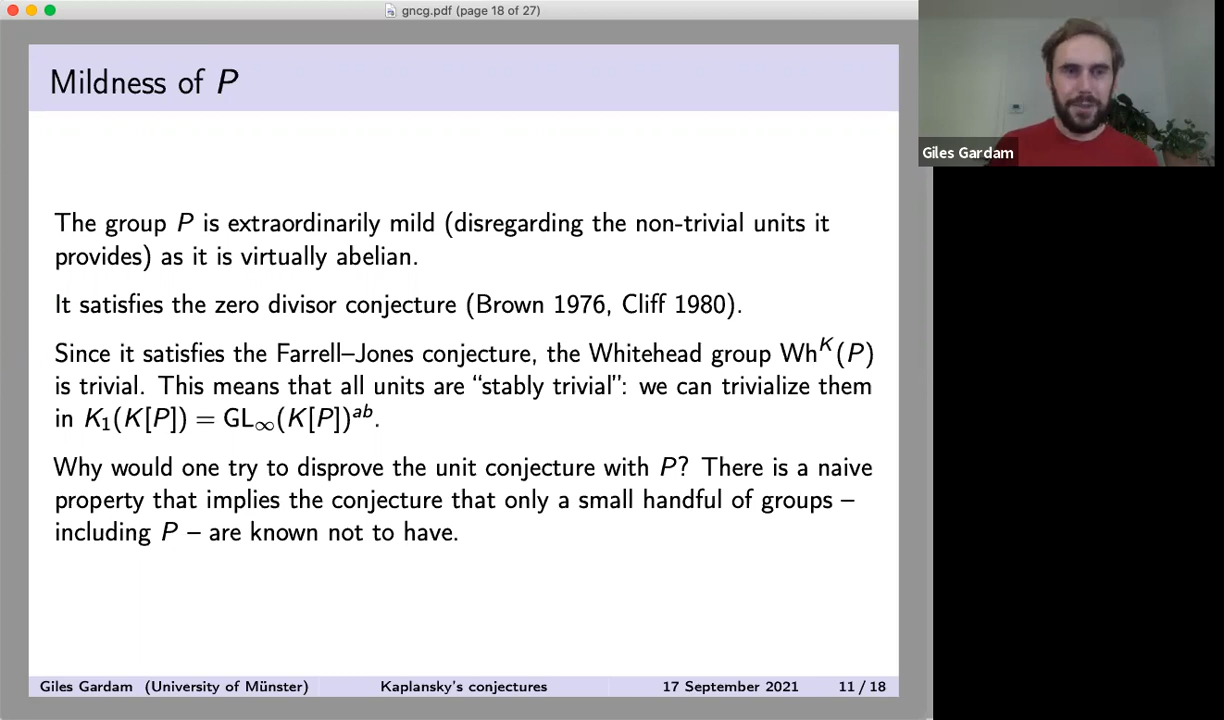 gncg.pdf (page 18 of 27)
Mildness of P
The group P is extraordinarily mild (disregarding the non-trivial units it
provides) as it is virtually abelian.
It satisfies the zero divisor conjecture (Brown 1976, Cliff 1980).
Since it satisfies the Farrell–Jones conjecture, the Whitehead group Wh^K(P)
is trivial. This means that all units are “stably trivial”: we can trivialize them
in K₁(K[P]) = GL∞(K[P])^ab.
Why would one try to disprove the unit conjecture with P? There is a naive
property that implies the conjecture that only a small handful of groups –
including P – are known not to have.
Giles Gardam (University of Münster) Kaplansky's conjectures 17 September 2021 11 / 18
Giles Gardam